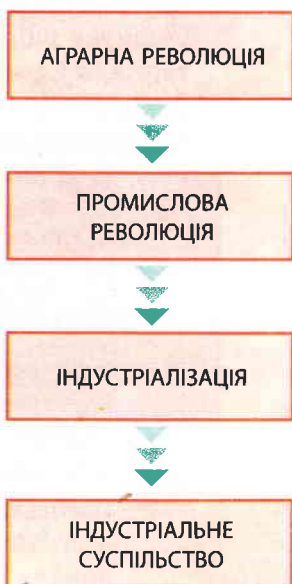 АГРАРНА РЕВОЛЮЦІЯ
ПРОМИСЛОВА
РЕВОЛЮЦІЯ
ІНДУСТРІАЛІЗАЦІЯ
ІНДУСТРІАЛЬНЕ
СУСПІЛЬСТВО